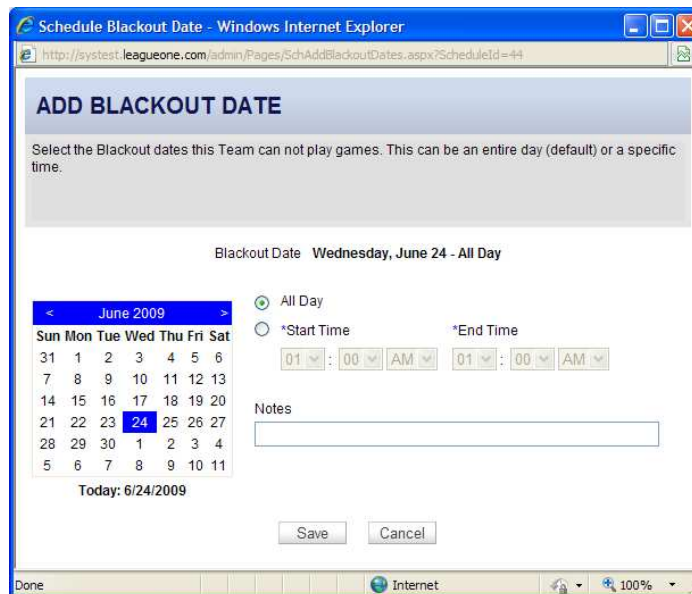 Schedule Blackout Date - Windows Internet Explorer
http://systest.leagueone.com/admin/Pages/SchAddBlackoutDates.aspx?ScheduleId=44
ADD BLACKOUT DATE
Select the Blackout dates this Team can not play games. This can be an entire day (default) or a specific
time.
Blackout Date Wednesday, June 24 - All Day
< June 2009 >
Sun Mon Tue Wed Thu Fri Sat
31 1 2 3 4 5 6
7 8 9 10 11 12 13
14 15 16 17 18 19 20
21 22 23 24 25 26 27
28 29 30 1 2 3 4
5 6 7 8 9 10 11
Today: 6/24/2009
All Day
*Start Time *End Time
01 : 00 AM 01 : 00 AM
Notes
Save Cancel
Done Internet 100%